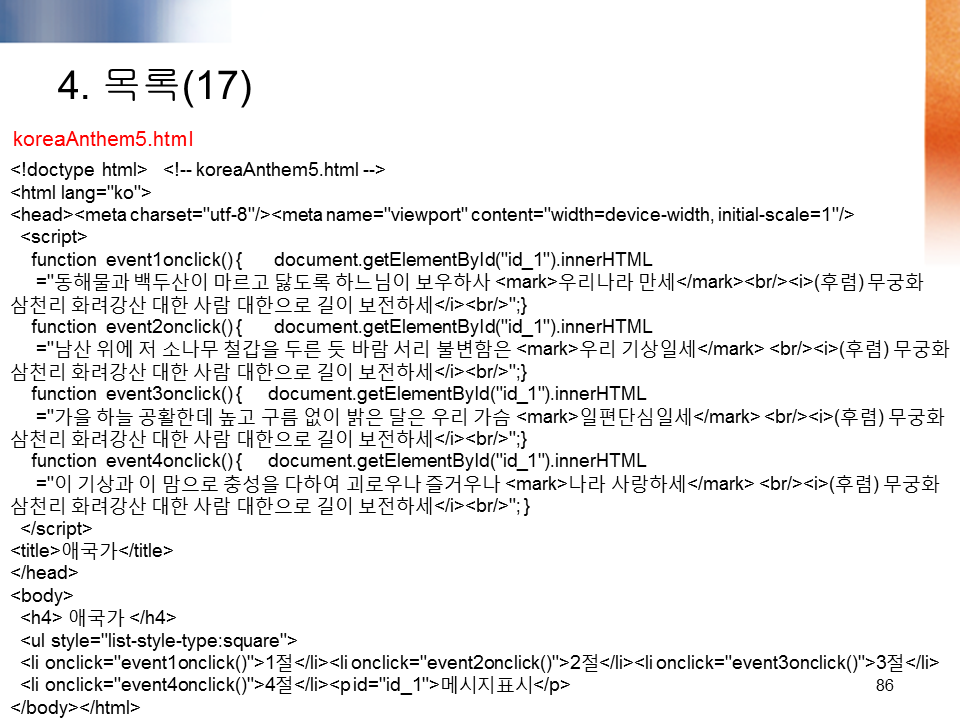 4. 목록(17)
koreaAnthem5.html
<!doctype html>   <!-- koreaAnthem5.html -->
<html lang="ko">
<head><meta charset="utf-8"/><meta name="viewport" content="width=device-width, initial-scale=1"/>
<script>
function event1onclick() {      document.getElementById("id_1").innerHTML
="동해물과 백두산이 마르고 닳도록 하느님이 보우하사 <mark>우리나라 만세</mark><br/><i>(후렴) 무궁화
삼천리 화려강산 대한 사람 대한으로 길이 보전하세</i><br/>";}
function event2onclick() {      document.getElementById("id_1").innerHTML
="남산 위에 저 소나무 철갑을 두른 듯 바람 서리 불변함은 <mark>우리 기상일세</mark> <br/><i>(후렴) 무궁화
삼천리 화려강산 대한 사람 대한으로 길이 보전하세</i><br/>";}
function event3onclick() {     document.getElementById("id_1").innerHTML
="가을 하늘 공활한데 높고 구름 없이 밝은 달은 우리 가슴 <mark>일편단심일세</mark> <br/><i>(후렴) 무궁화
삼천리 화려강산 대한 사람 대한으로 길이 보전하세</i><br/>";}
function event4onclick() {     document.getElementById("id_1").innerHTML
="이 기상과 이 맘으로 충성을 다하여 괴로우나 즐거우나 <mark>나라 사랑하세</mark> <br/><i>(후렴) 무궁화
삼천리 화려강산 대한 사람 대한으로 길이 보전하세</i><br/>"; }
</script>
<title>애국가</title>
</head>
<body>
<h4> 애국가 </h4>
<ul style="list-style-type:square">
<li onclick="event1onclick()">1절</li><li onclick="event2onclick()">2절</li><li onclick="event3onclick()">3절</li>
<li onclick="event4onclick()">4절</li><p id="id_1">메시지표시</p>
</body></html>
86